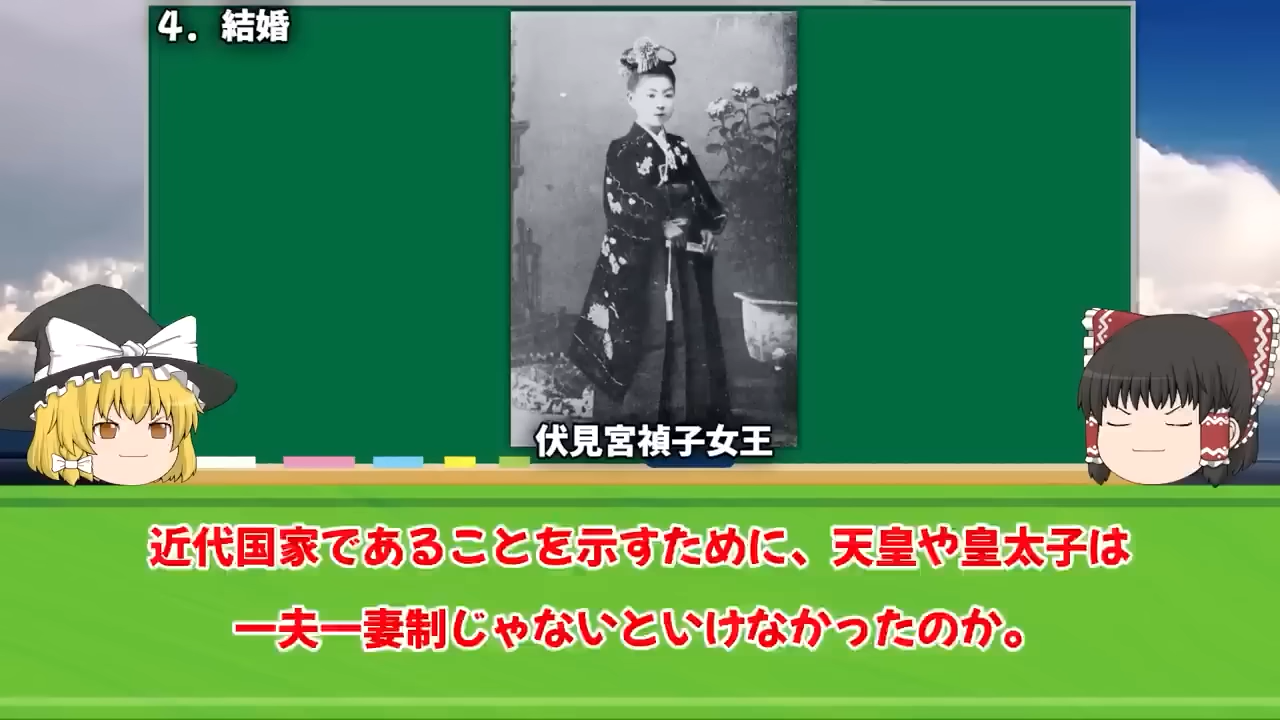 4．結婚
伏見宮禎子女王
近代国家であることを示すために、天皇や皇太子は
一夫一妻制じゃないといけなかったのか。